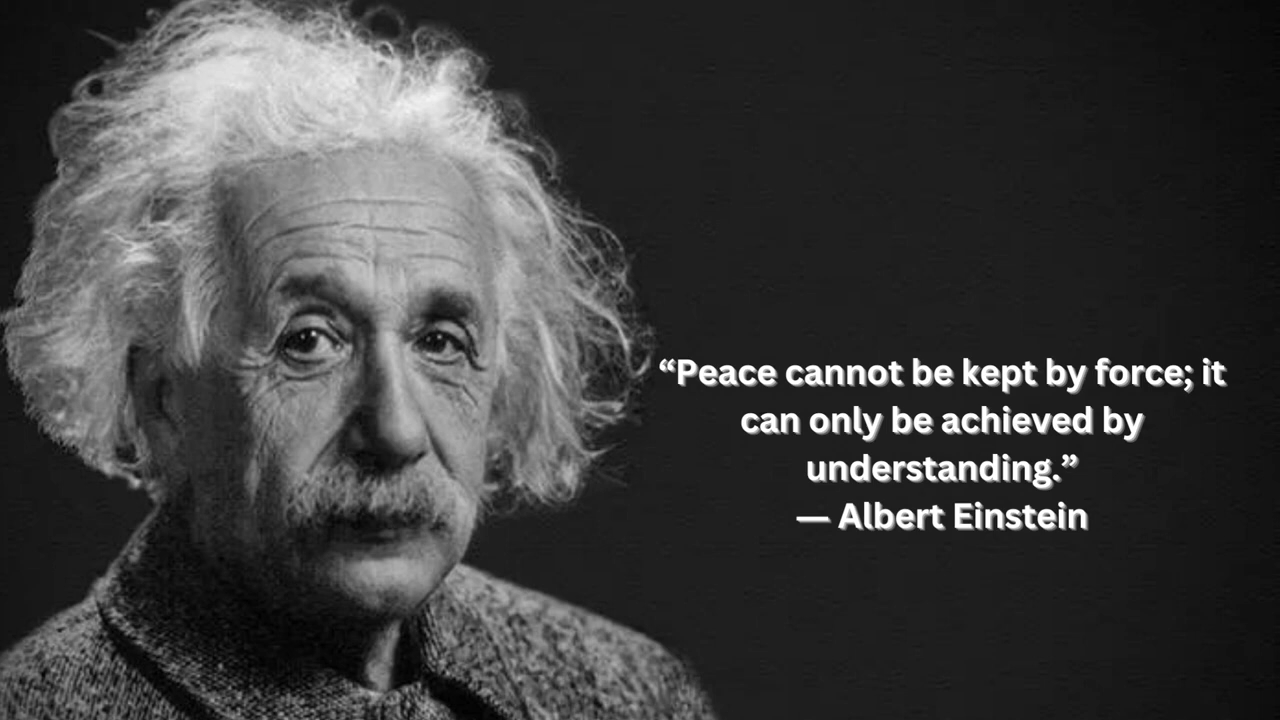 “Peace cannot be kept by force; it
can only be achieved by
understanding.”
— Albert Einstein